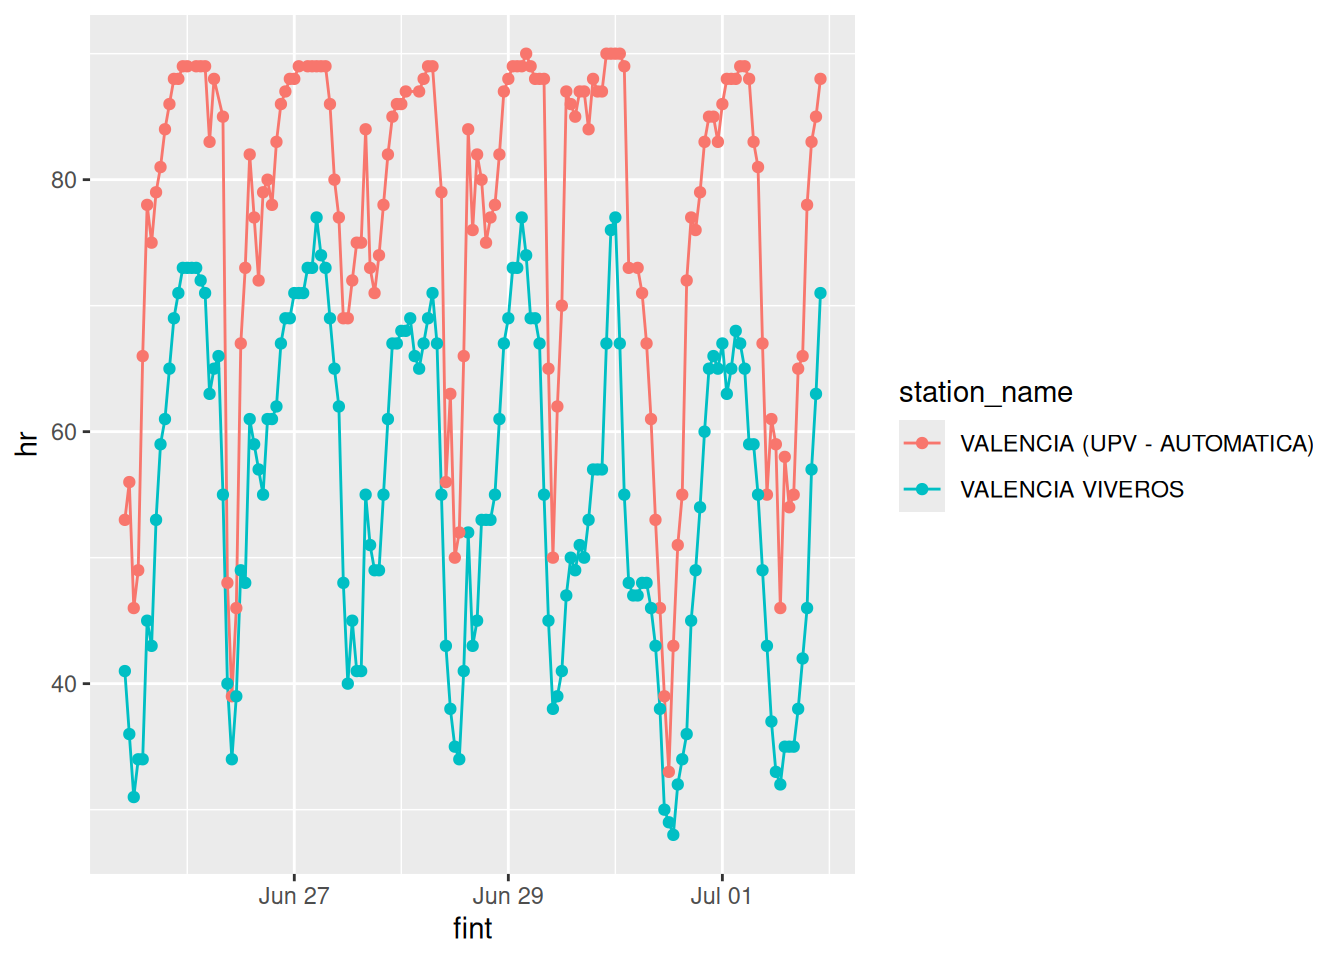 80
60
40
hr
Jun 27
Jun 29
Jul 01
fint
station_name
VALENCIA (UPV - AUTOMATICA)
VALENCIA VIVEROS